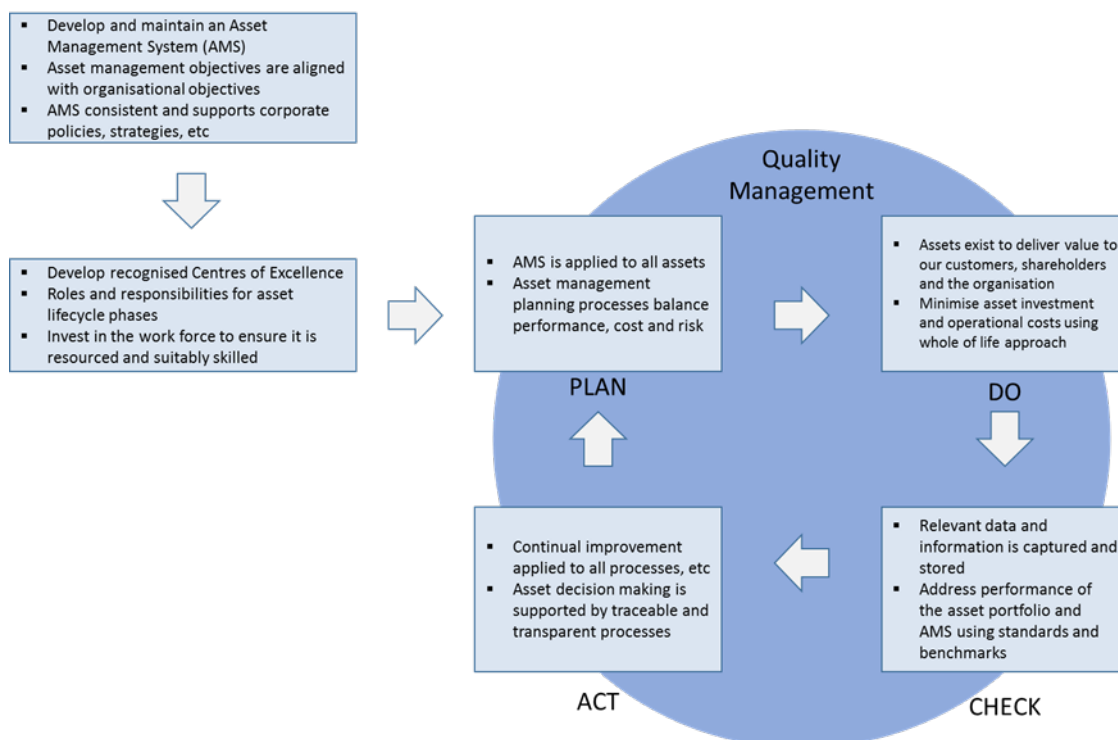 ▪ Develop and maintain an Asset
Management System (AMS)
▪ Asset management objectives are aligned
with organisational objectives
▪ AMS consistent and supports corporate
policies, strategies, etc
▪ Develop recognised Centres of Excellence
▪ Roles and responsibilities for asset
lifecycle phases
▪ Invest in the work force to ensure it is
resourced and suitably skilled
Quality
Management
▪ AMS is applied to all assets
▪ Asset management
planning processes balance
performance, cost and risk
PLAN
▪ Assets exist to deliver value to
our customers, shareholders
and the organisation
▪ Minimise asset investment
and operational costs using
whole of life approach
DO
▪ Relevant data and
information is captured and
stored
▪ Address performance of
the asset portfolio and
AMS using standards and
benchmarks
CHECK
▪ Continual improvement
applied to all processes, etc
▪ Asset decision making is
supported by traceable and
transparent processes
ACT